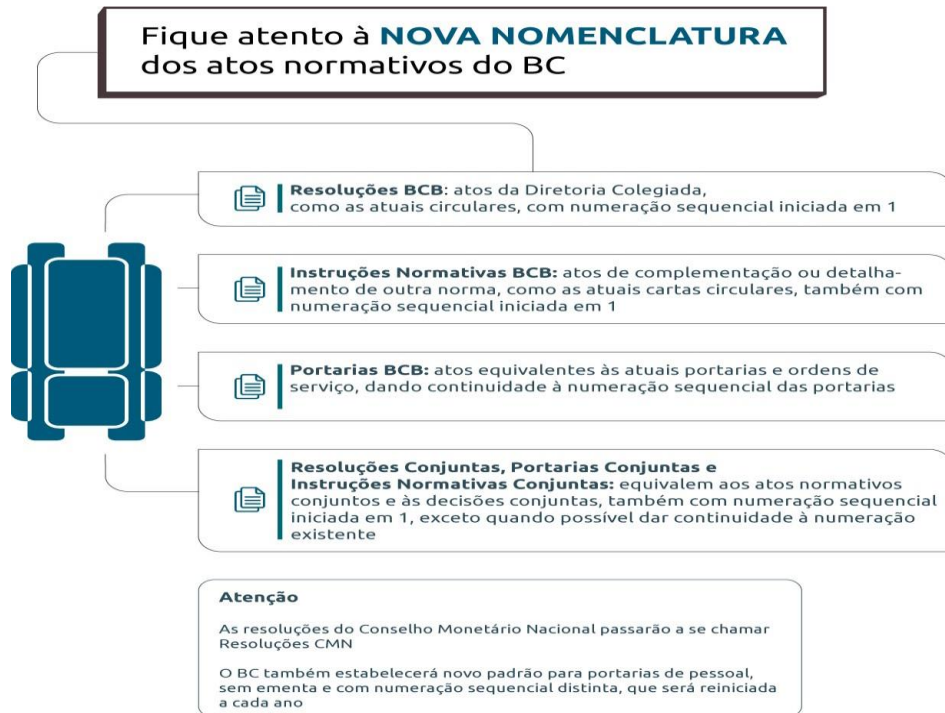 Fique atento à NOVA NOMENCLATURA
dos atos normativos do BC
Resoluções BCB: atos da Diretoria Colegiada,
como as atuais circulares, com numeração sequencial iniciada em 1
Instruções Normativas BCB: atos de complementação ou detalha-
mento de outra norma, como as atuais cartas circulares, também com
numeração sequencial iniciada em 1
Portarias BCB: atos equivalentes às atuais portarias e ordens de
serviço, dando continuidade à numeração sequencial das portarias
Resoluções Conjuntas, Portarias Conjuntas e
Instruções Normativas Conjuntas: equivalem aos atos normativos
conjuntos e às decisões conjuntas, também com numeração sequencial
iniciada em 1, exceto quando possível dar continuidade à numeração
existente
Atenção
As resoluções do Conselho Monetário Nacional passarão a se chamar
Resoluções CMN
O BC também estabelecerá novo padrão para portarias de pessoal,
sem ementa e com numeração sequencial distinta, que será reiniciada
a cada ano